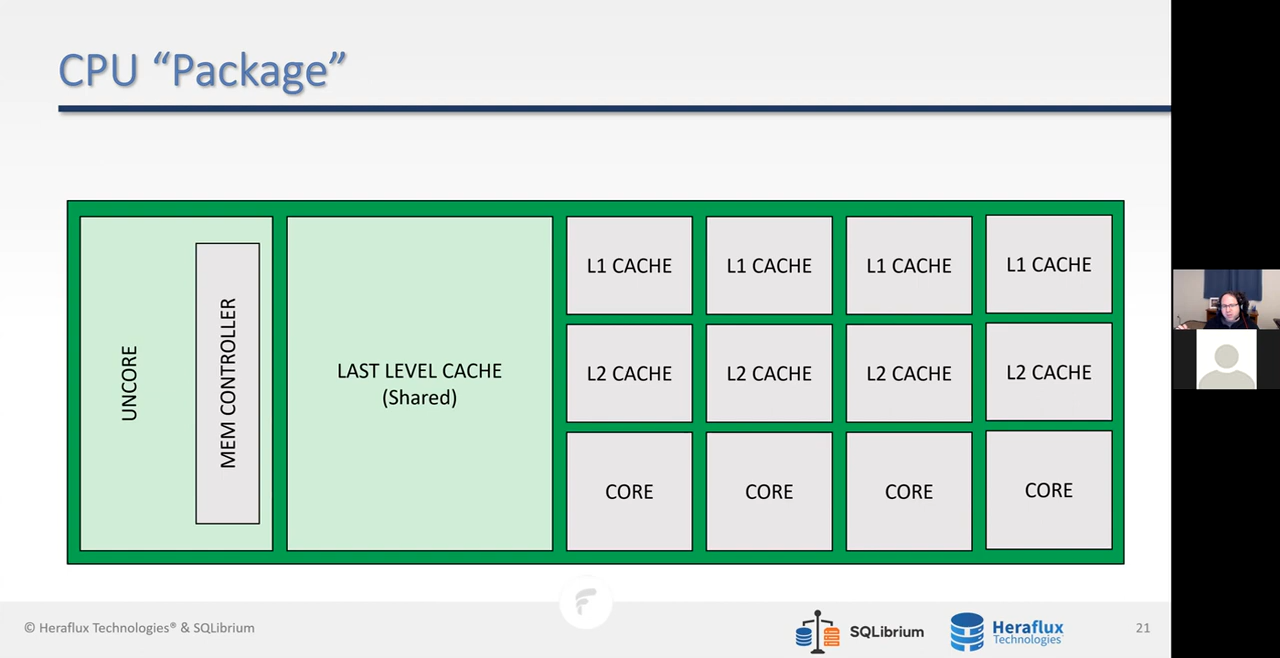 CPU “Package”
UNCORE
MEM CONTROLLER
LAST LEVEL CACHE
(Shared)
L1 CACHE
L1 CACHE
L1 CACHE
L1 CACHE
L2 CACHE
L2 CACHE
L2 CACHE
L2 CACHE
CORE
CORE
CORE
CORE
© Heraflux Technologies® & SQLibrium
SQLibrium
Heraflux
Technologies
21